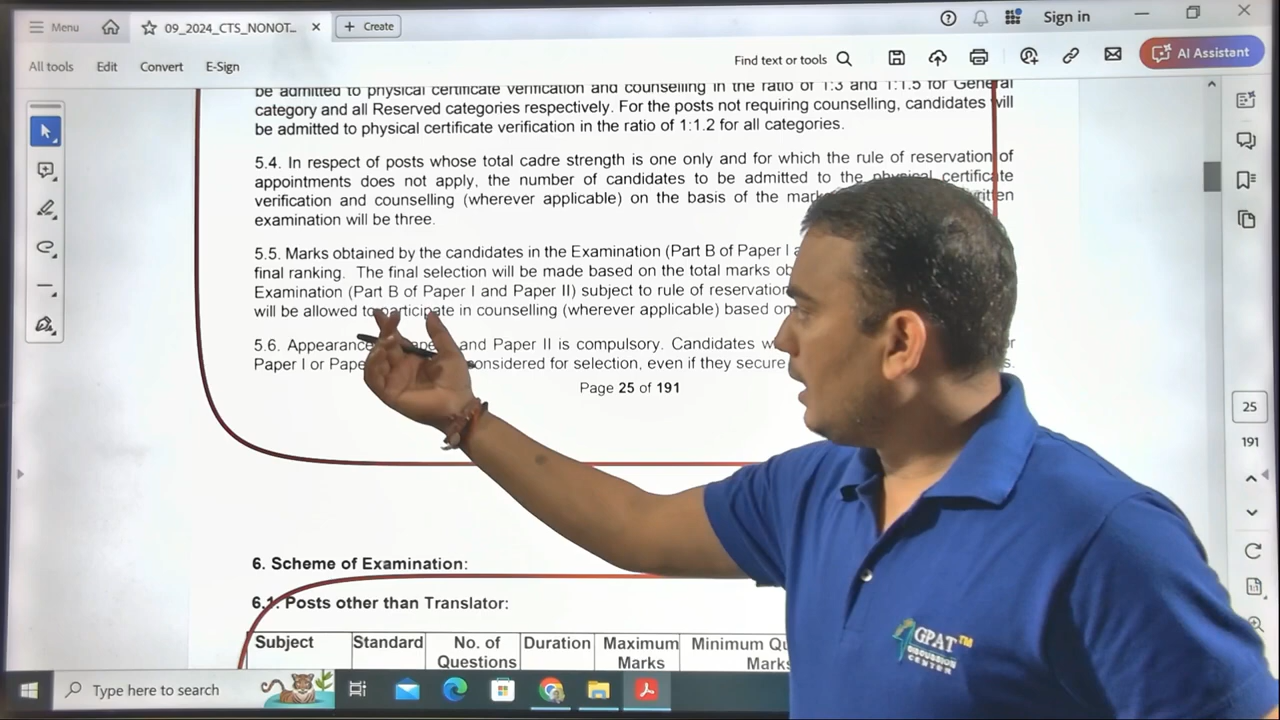 Menu
09_2024_CTS_NONOT...
Create
Sign in
All tools
Edit
Convert
E-Sign
Find text or tools
AI Assistant
be admitted to physical certificate verification and counselling in the ratio of 1:3 and 1:1.5 for General
category and all Reserved categories respectively. For the posts not requiring counselling, candidates will
be admitted to physical certificate verification in the ratio of 1:1.2 for all categories.
5.4. In respect of posts whose total cadre strength is one only and for which the rule of reservation of
appointments does not apply, the number of candidates to be admitted to the physical certificate
verification and counselling (wherever applicable) on the basis of the mark
examination will be three.
5.5. Marks obtained by the candidates in the Examination (Part B of Paper I
final ranking. The final selection will be made based on the total marks
Examination (Part B of Paper I and Paper II) subject to rule of reservation
will be allowed to participate in counselling (wherever applicable) based on
5.6. Appearance and Paper II is compulsory. Candidates
Paper I or considered for selection, even if they secure
Page 25 of 191
25
191
6. Scheme of Examination:
6.1. Posts other than Translator:
Subject Standard No. of Questions Duration Maximum Marks Minimum Marks
Type here to search
GPAT™
DISCUSSION
CENTER